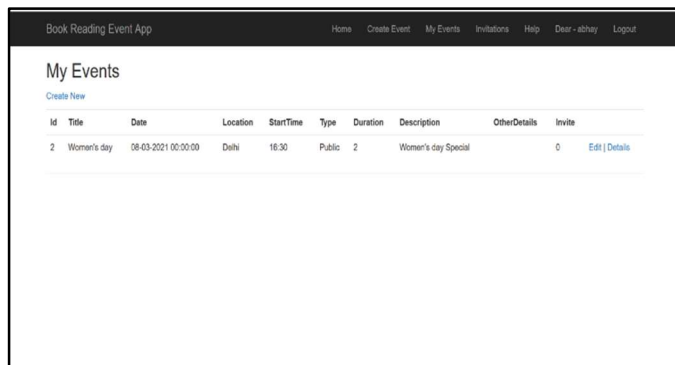 Book Reading Event App Home Create Event My Events Invitations Help Dear - abhay Logout
My Events
Create New
Id Title Date Location StartTime Type Duration Description OtherDetails Invite
2 Women's day 08-03-2021 00:00:00 Delhi 16:30 Public 2 Women's day Special 0 Edit | Details